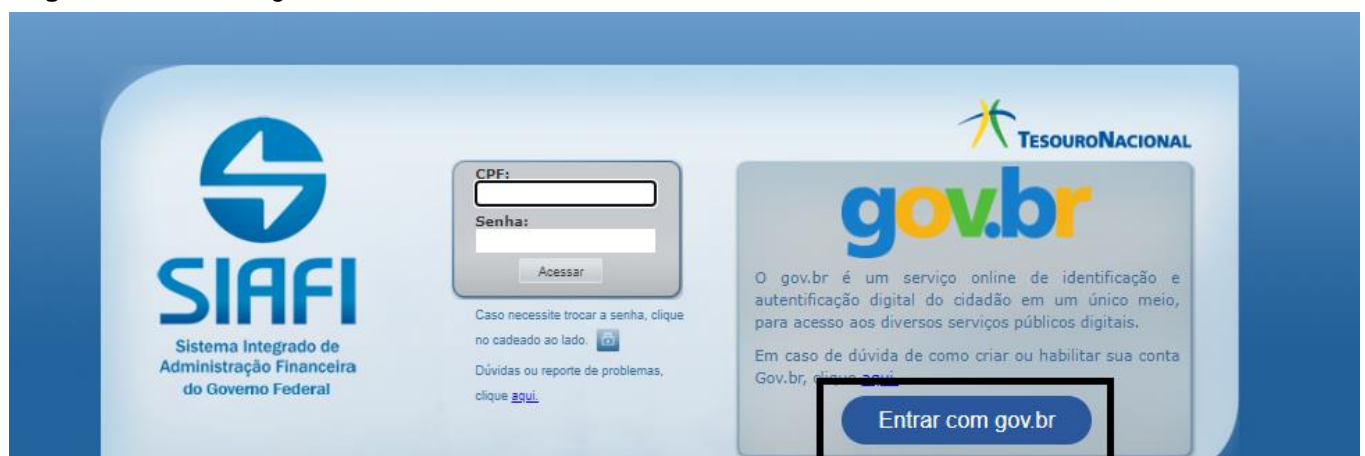 TESOURONACIONAL
SIAFI
Sistema Integrado de
Administração Financeira
do Governo Federal
CPF:
Senha:
Acessar
Caso necessite trocar a senha, clique
no cadeado ao lado.
Dúvidas ou reporte de problemas,
clique aqui.
gov.br
O gov.br é um serviço online de identificação e
autentificação digital do cidadão em um único meio,
para acesso aos diversos serviços públicos digitais.
Em caso de dúvida de como criar ou habilitar sua conta
Gov.br, clique aqui.
Entrar com gov.br